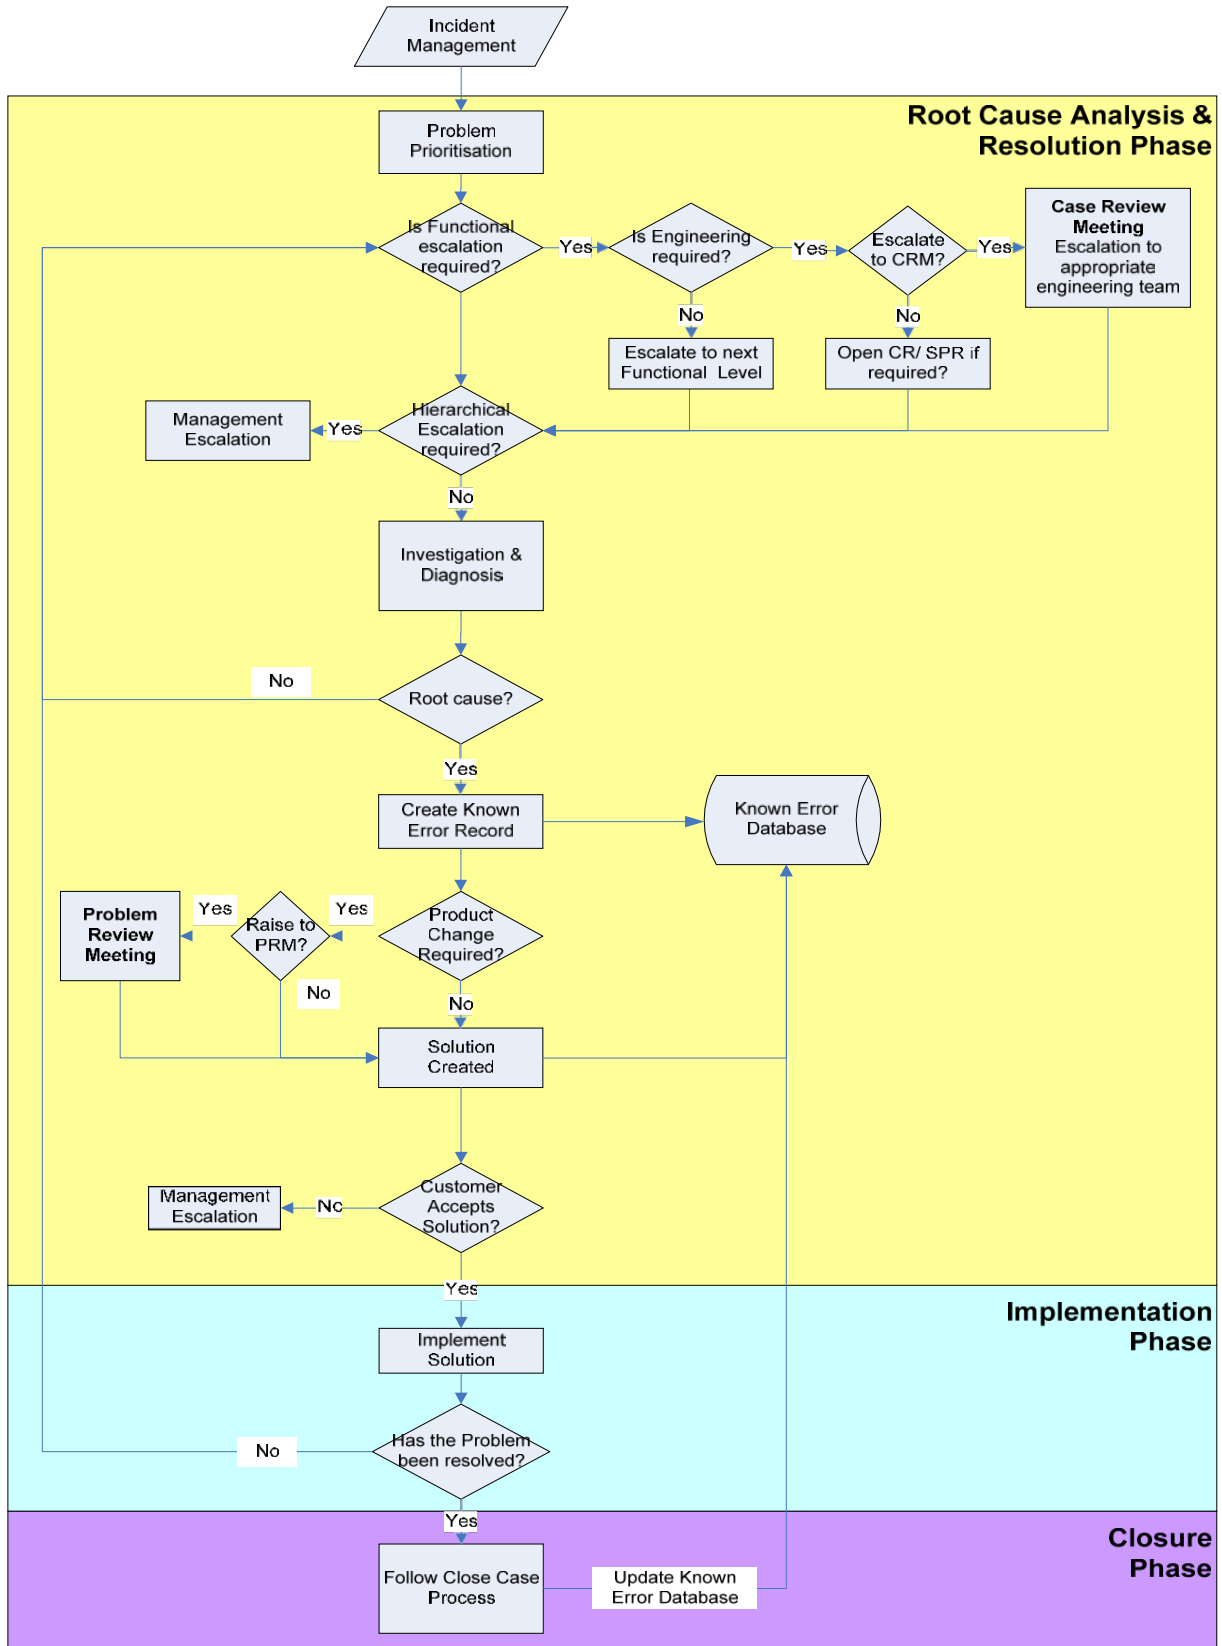 Incident
Management
Root Cause Analysis &
Resolution Phase
Problem
Prioritisation
Is Functional
escalation
required?
Yes
Is Engineering
required?
Yes
Escalate
to CRM?
Yes
Case Review
Meeting
Escalation to
appropriate
engineering team
No
No
Escalate to next
Functional Level
Open CR/ SPR if
required?
Management
Escalation
Yes
Hierarchical
Escalation
required?
No
Investigation &
Diagnosis
No
Root cause?
Yes
Create Known
Error Record
Known Error
Database
Problem
Review
Meeting
Yes
Raise to
PRM?
Yes
Product
Change
Required?
No
No
Solution
Created
Management
Escalation
No
Customer
Accepts
Solution?
Yes
Implementation
Phase
Implement
Solution
No
Has the Problem
been resolved?
Yes
Closure
Phase
Follow Close Case
Process
Update Known
Error Database